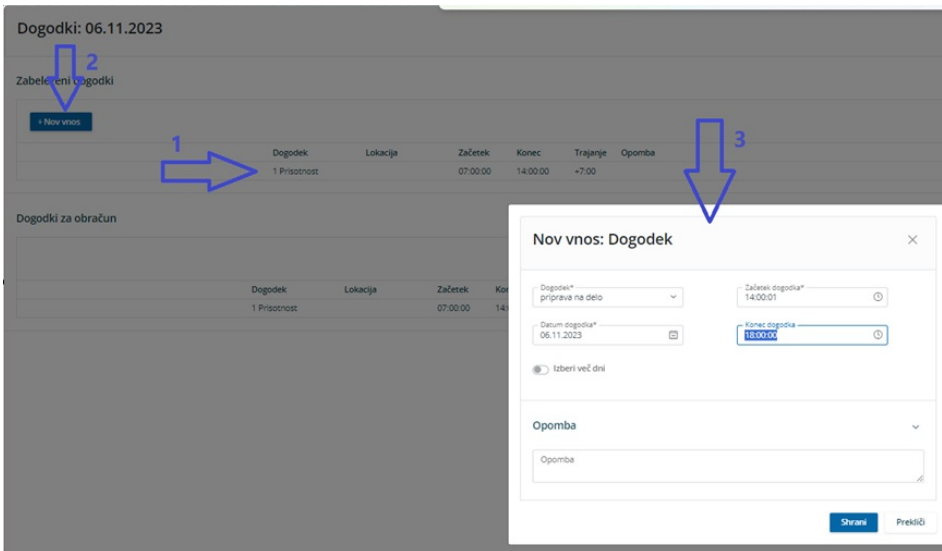 Dogodki: 06.11.2023
2
Zabeleženi dogodki
+ Nov vnos
1
3
Dogodek Lokacija Začetek Konec Trajanje Opomba
1 Prisotnost 07:00:00 14:00:00 +7:00
Dogodki za obračun
Dogodek Lokacija Začetek
1 Prisotnost 07:00:00
Nov vnos: Dogodek
Dogodek* Začetek dogodka*
priprava na delo 14:00:01
Datum dogodka* Konec dogodka
06.11.2023 18:00:00
Izberi več dni
Opomba
Opomba
Shrani Prekliči